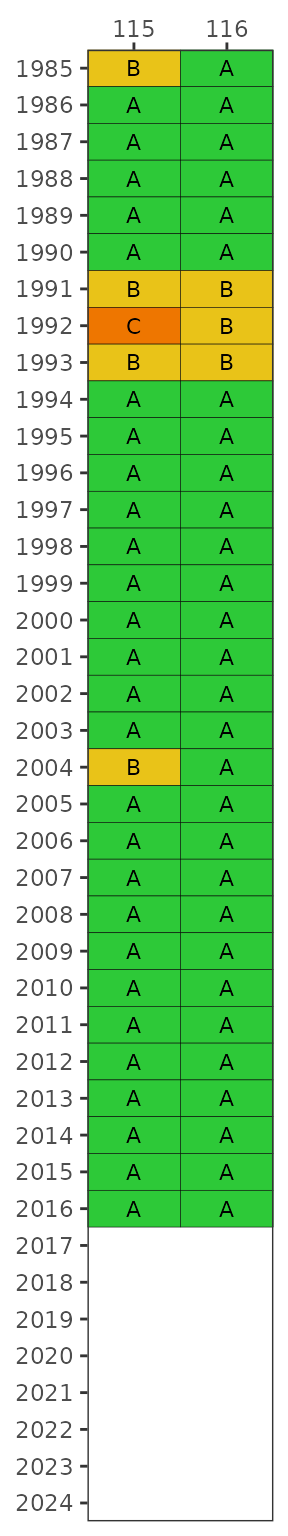 115 116
1985 B A
1986 A A
1987 A A
1988 A A
1989 A A
1990 A A
1991 B B
1992 C B
1993 B B
1994 A A
1995 A A
1996 A A
1997 A A
1998 A A
1999 A A
2000 A A
2001 A A
2002 A A
2003 A A
2004 B A
2005 A A
2006 A A
2007 A A
2008 A A
2009 A A
2010 A A
2011 A A
2012 A A
2013 A A
2014 A A
2015 A A
2016 A A
2017
2018
2019
2020
2021
2022
2023
2024